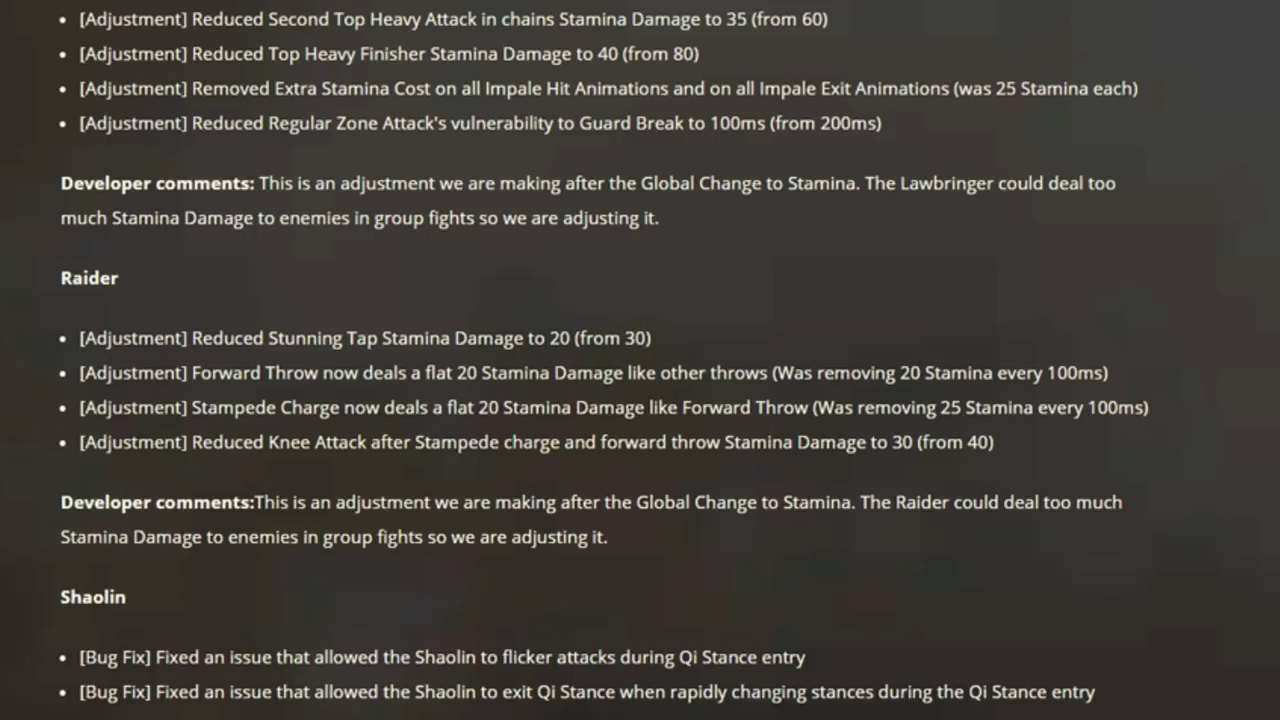 • [Adjustment] Reduced Second Top Heavy Attack in chains Stamina Damage to 35 (from 60)
• [Adjustment] Reduced Top Heavy Finisher Stamina Damage to 40 (from 80)
• [Adjustment] Removed Extra Stamina Cost on all Impale Hit Animations and on all Impale Exit Animations (was 25 Stamina each)
• [Adjustment] Reduced Regular Zone Attack's vulnerability to Guard Break to 100ms (from 200ms)
Developer comments: This is an adjustment we are making after the Global Change to Stamina. The Lawbringer could deal too
much Stamina Damage to enemies in group fights so we are adjusting it.
Raider
• [Adjustment] Reduced Stunning Tap Stamina Damage to 20 (from 30)
• [Adjustment] Forward Throw now deals a flat 20 Stamina Damage like other throws (Was removing 20 Stamina every 100ms)
• [Adjustment] Stampede Charge now deals a flat 20 Stamina Damage like Forward Throw (Was removing 25 Stamina every 100ms)
• [Adjustment] Reduced Knee Attack after Stampede charge and forward throw Stamina Damage to 30 (from 40)
Developer comments:This is an adjustment we are making after the Global Change to Stamina. The Raider could deal too much
Stamina Damage to enemies in group fights so we are adjusting it.
Shaolin
• [Bug Fix] Fixed an issue that allowed the Shaolin to flicker attacks during Qi Stance entry
• [Bug Fix] Fixed an issue that allowed the Shaolin to exit Qi Stance when rapidly changing stances during the Qi Stance entry